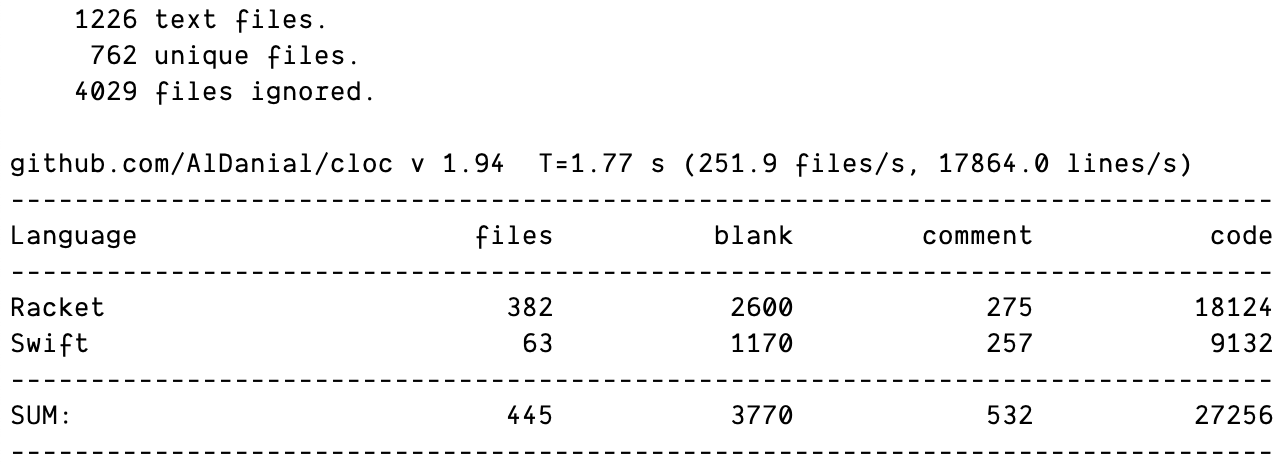 1226 text files.
     762 unique files.
    4029 files ignored.

github.com/AlDanial/cloc v 1.94  T=1.77 s (251.9 files/s, 17864.0 lines/s)
-------------------------------------------------------------------------------
Language                     files          blank        comment           code
-------------------------------------------------------------------------------
Racket                         382           2600            275          18124
Swift                           63           1170            257           9132
-------------------------------------------------------------------------------
SUM:                           445           3770            532          27256
-------------------------------------------------------------------------------